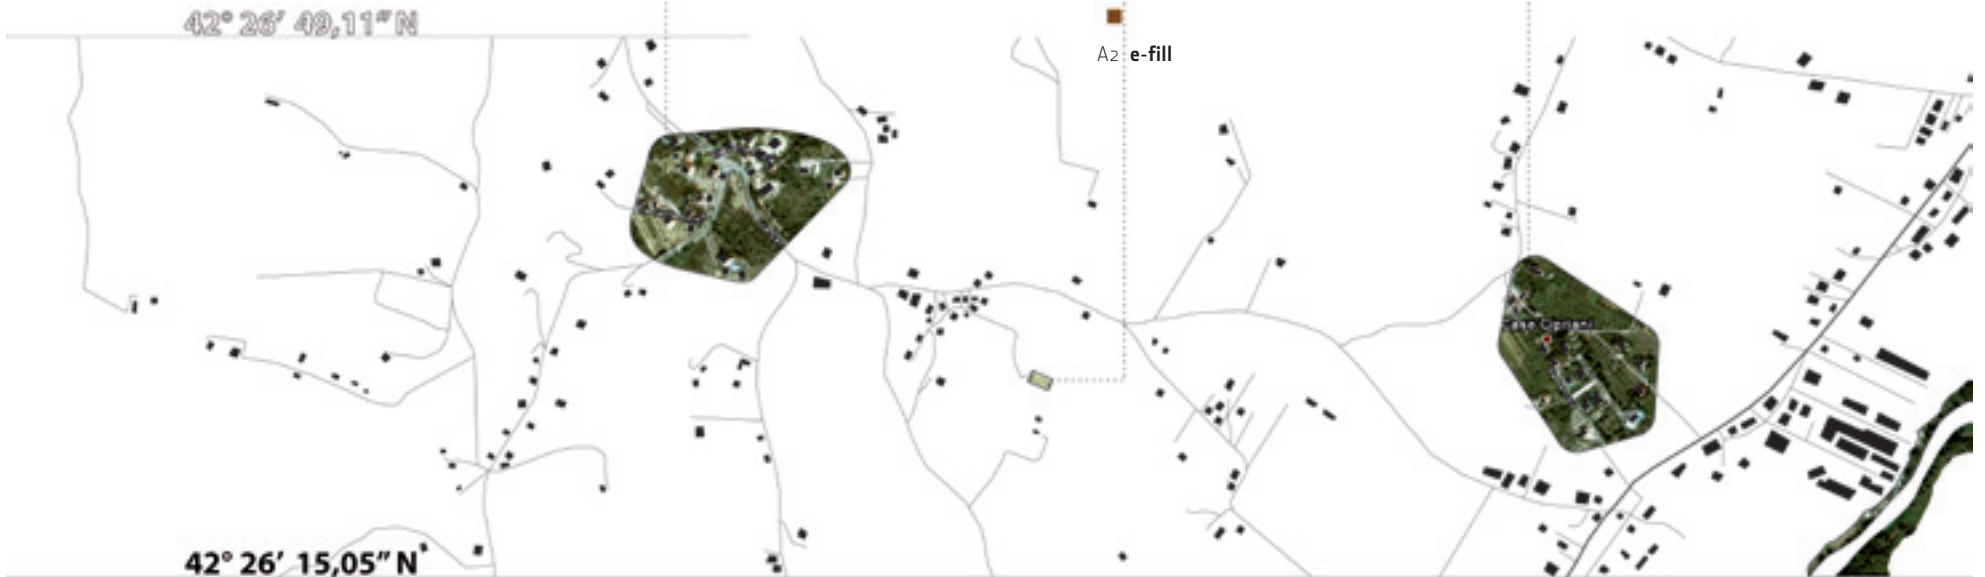 42° 26′ 49,11″ N
A2 e-fill
Case Cipriani
42° 26′ 15,05″ N